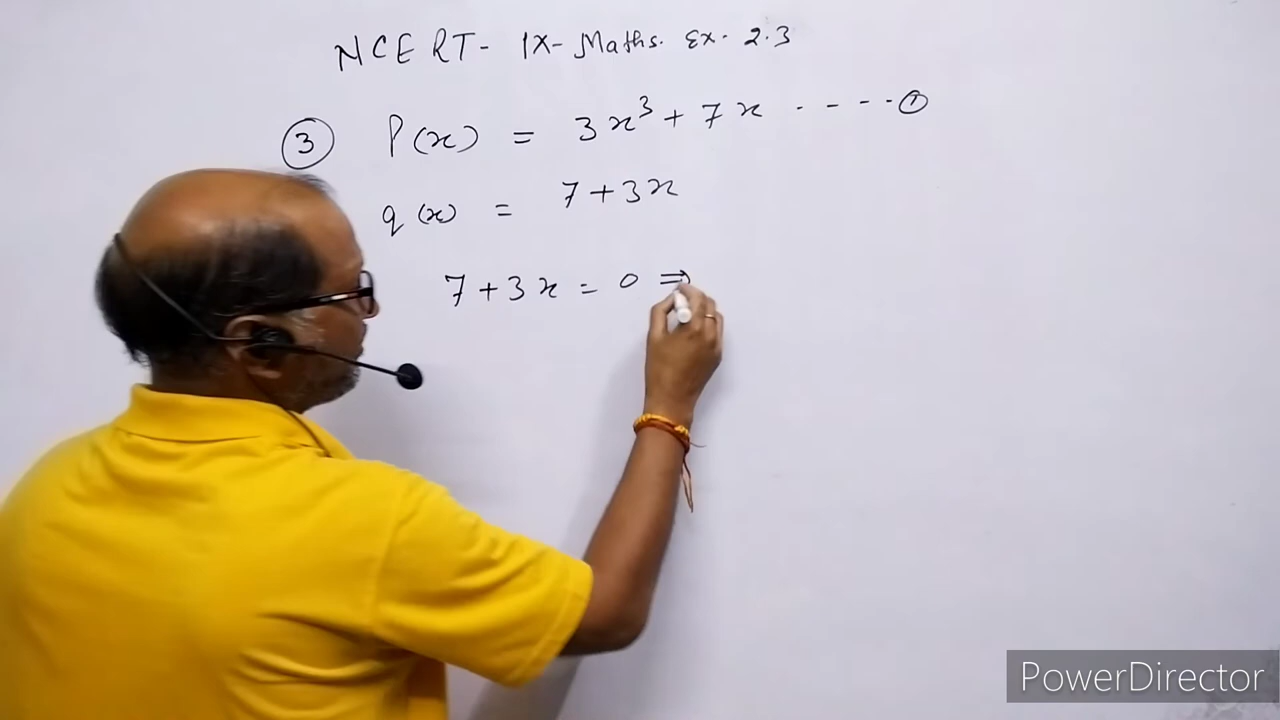 NCERT- IX- Maths. Ex- 2.3
③ P(x) = 3x³ + 7x - - - - ①
q(x) = 7+3x
7+3x = 0 ⇒
PowerDirector